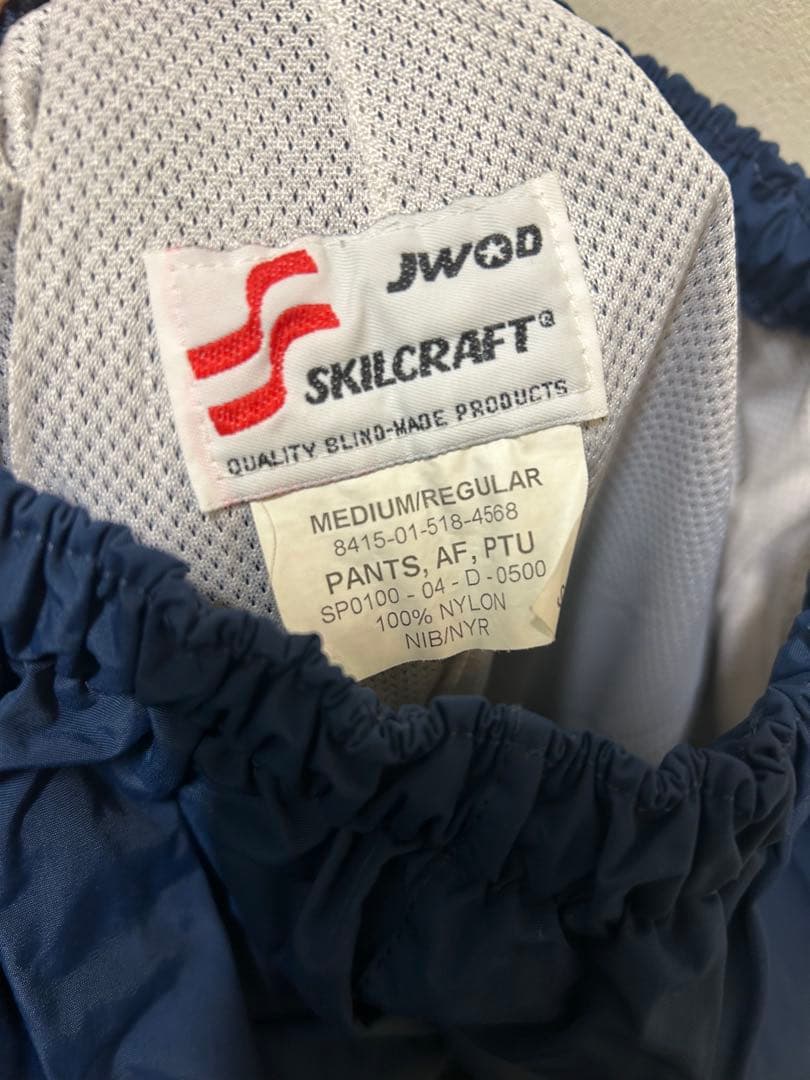 JWOD
SKILCRAFT®
QUALITY BLIND-MADE PRODUCTS
MEDIUM/REGULAR
8415-01-518-4568
PANTS, AF, PTU
SP0100 - 04 - D - 0500
100% NYLON
NIB/NYR